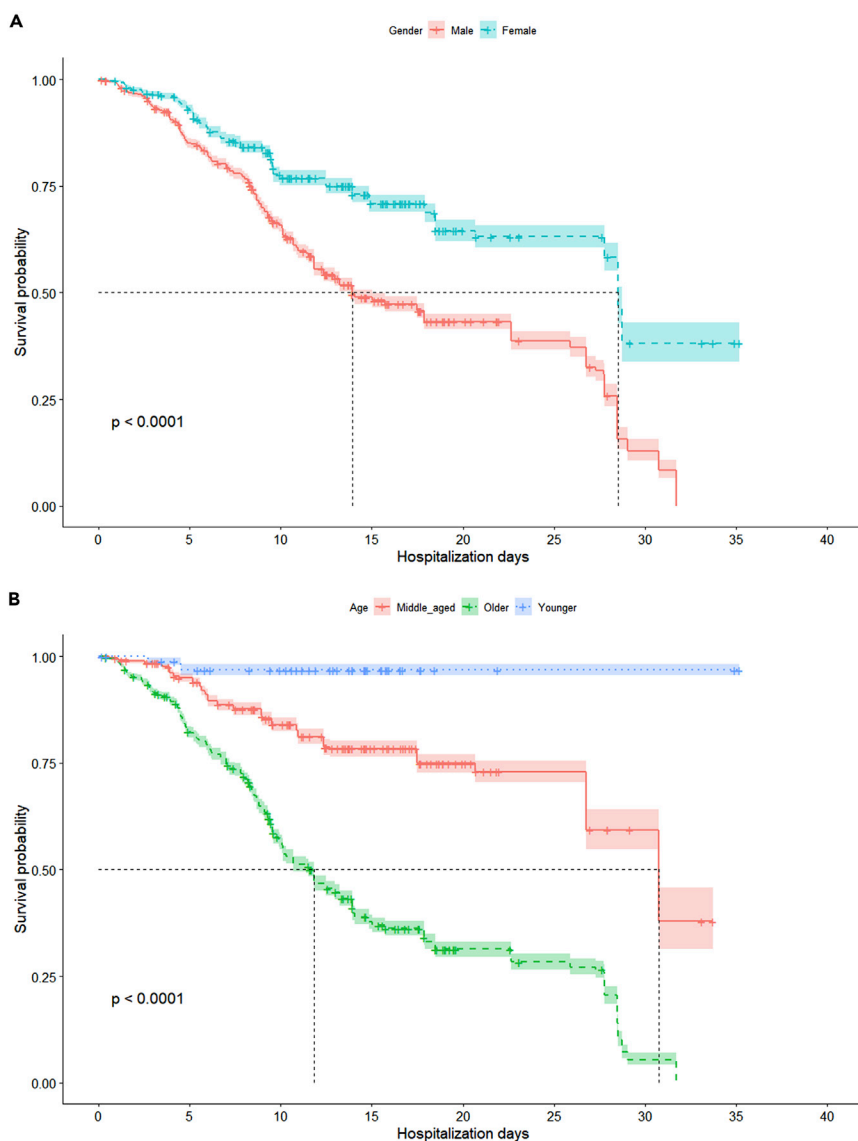 A
Gender Male Female
1.00
0.75
0.50
0.25
0.00
Survival probability
p < 0.0001
0 5 10 15 20 25 30 35 40
Hospitalization days
B
Age Middle_aged Older Younger
1.00
0.75
0.50
0.25
0.00
Survival probability
p < 0.0001
0 5 10 15 20 25 30 35 40
Hospitalization days